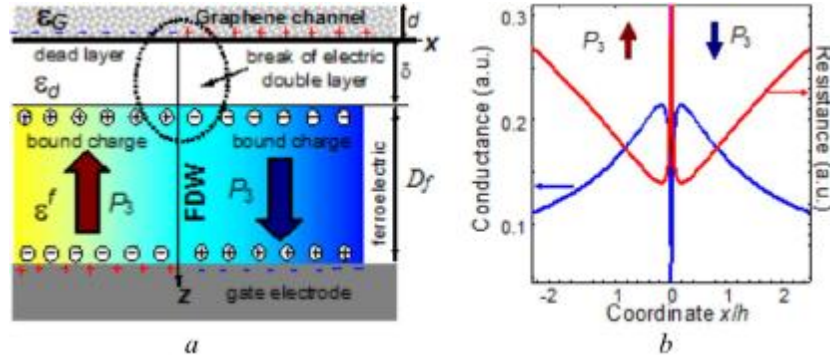 a
εG
Graphene channel
d
x
dead layer
break of electric
double layer
εd
δ
bound charge
bound charge
εf
P3
FDW
P3
ferroelectric
Df
z
gate electrode
a
0.3
0.2
0.1
Conductance (a.u.)
P3
P3
Resistance (a.u.)
-2
1
0
1
2
Coordinate x/h
b